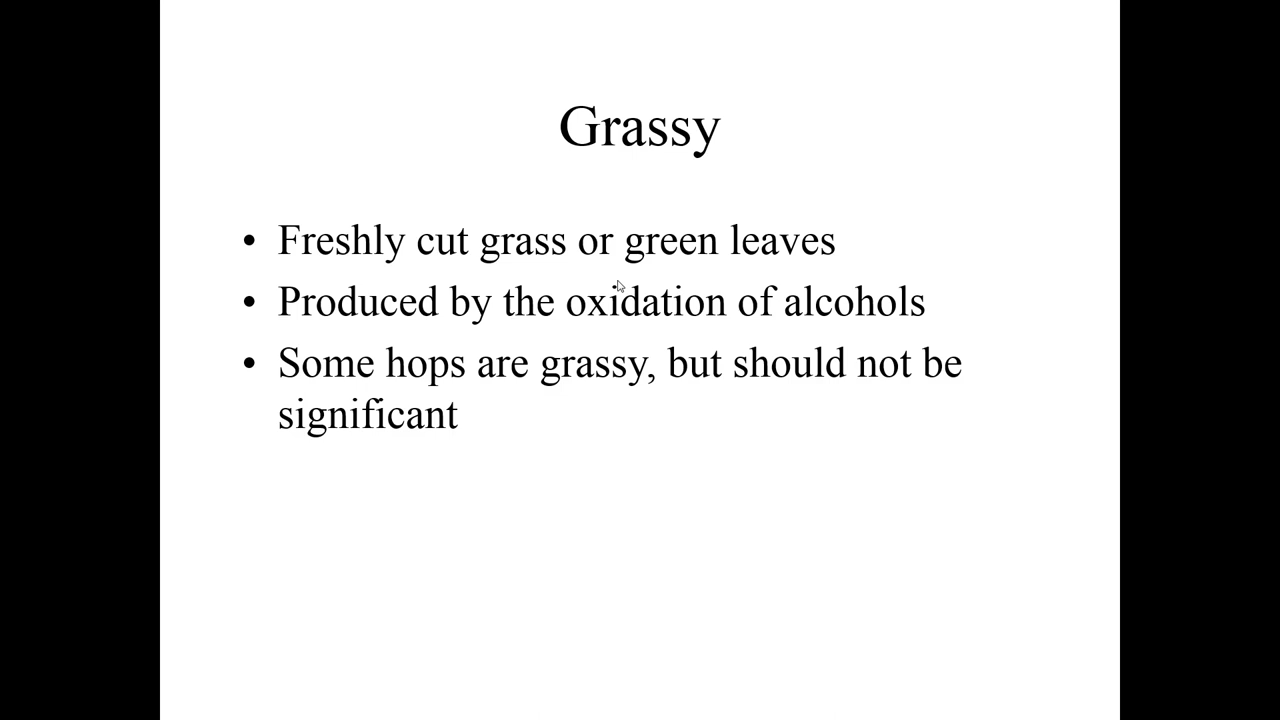 Grassy
• Freshly cut grass or green leaves
• Produced by the oxidation of alcohols
• Some hops are grassy, but should not be
significant